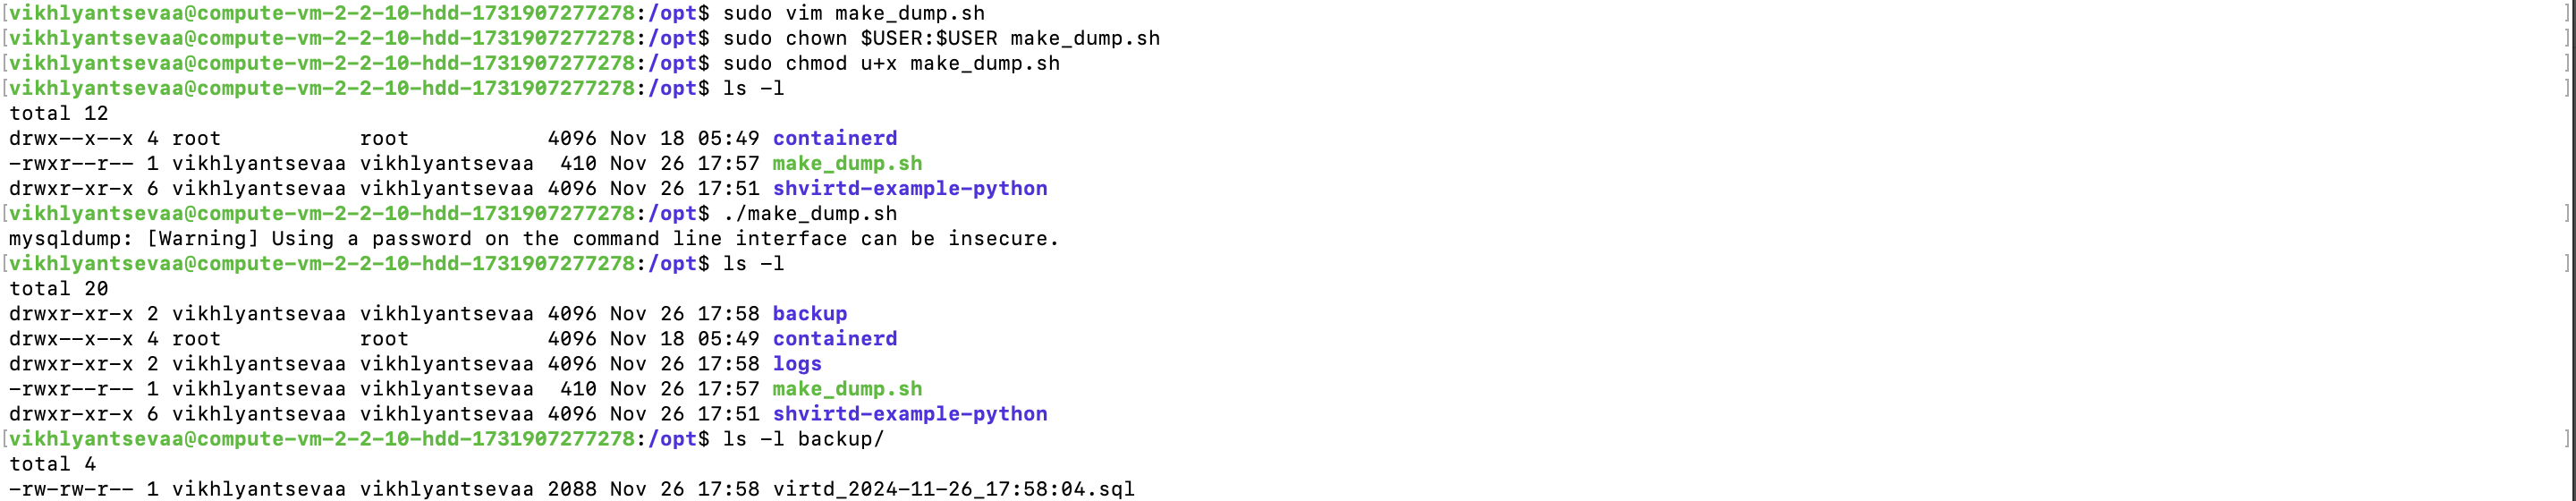 [vikhlyantsevaa@compute-vm-2-2-10-hdd-1731907277278:/opt$ sudo vim make_dump.sh ]
[vikhlyantsevaa@compute-vm-2-2-10-hdd-1731907277278:/opt$ sudo chown $USER:$USER make_dump.sh ]
[vikhlyantsevaa@compute-vm-2-2-10-hdd-1731907277278:/opt$ sudo chmod u+x make_dump.sh ]
[vikhlyantsevaa@compute-vm-2-2-10-hdd-1731907277278:/opt$ ls -l ]
total 12
drwx--x--x 4 root           root           4096 Nov 18 05:49 containerd
-rwxr--r-- 1 vikhlyantsevaa vikhlyantsevaa  410 Nov 26 17:57 make_dump.sh
drwxr-xr-x 6 vikhlyantsevaa vikhlyantsevaa 4096 Nov 26 17:51 shvirtd-example-python
[vikhlyantsevaa@compute-vm-2-2-10-hdd-1731907277278:/opt$ ./make_dump.sh ]
mysqldump: [Warning] Using a password on the command line interface can be insecure.
[vikhlyantsevaa@compute-vm-2-2-10-hdd-1731907277278:/opt$ ls -l ]
total 20
drwxr-xr-x 2 vikhlyantsevaa vikhlyantsevaa 4096 Nov 26 17:58 backup
drwx--x--x 4 root           root           4096 Nov 18 05:49 containerd
drwxr-xr-x 2 vikhlyantsevaa vikhlyantsevaa 4096 Nov 26 17:58 logs
-rwxr--r-- 1 vikhlyantsevaa vikhlyantsevaa  410 Nov 26 17:57 make_dump.sh
drwxr-xr-x 6 vikhlyantsevaa vikhlyantsevaa 4096 Nov 26 17:51 shvirtd-example-python
[vikhlyantsevaa@compute-vm-2-2-10-hdd-1731907277278:/opt$ ls -l backup/ ]
total 4
-rw-rw-r-- 1 vikhlyantsevaa vikhlyantsevaa 2088 Nov 26 17:58 virtd_2024-11-26_17:58:04.sql